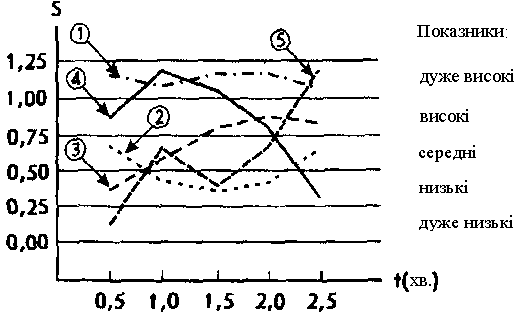 S
Показники:
1
5
1,25
дуже високі
4
1,00
високі
2
0,75
середні
3
0,50
низькі
0,25
дуже низькі
0,00
0,5 1,0 1,5 2,0 2,5 t(хв.)